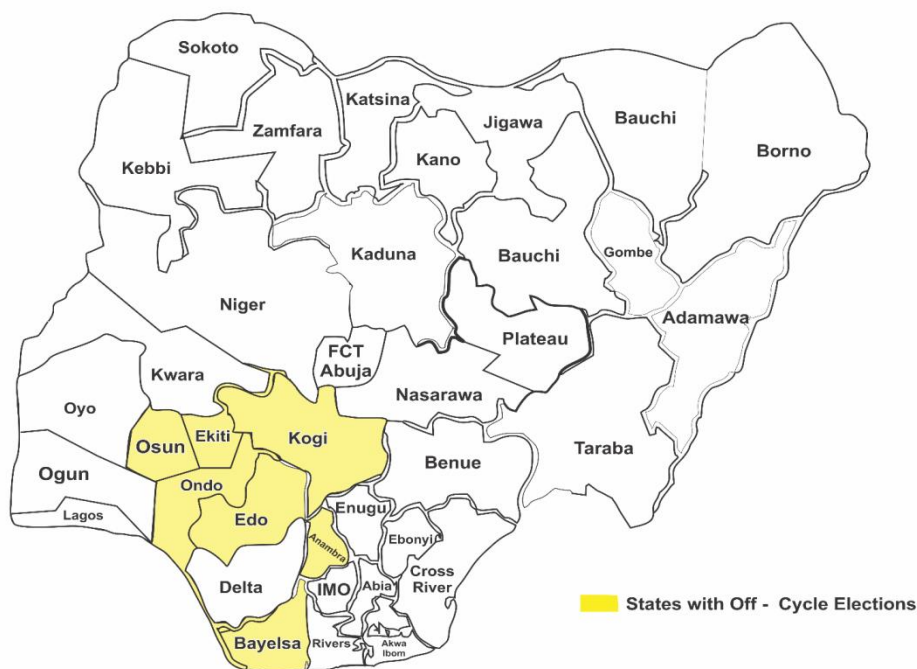 Sokoto
Katsina
Jigawa
Bauchi
Zamfara
Kano
Borno
Kebbi
Kaduna
Bauchi
Gombe
Niger
Adamawa
Plateau
FCT
Abuja
Kwara
Nasarawa
Oyo
Osun
Ekiti
Kogi
Taraba
Benue
Ogun
Ondo
Enugu
Lagos
Edo
Anambra
Ebonyi
Delta
IMO
Abia
Cross
River
States with Off - Cycle Elections
Bayelsa
Rivers
Akwa
Ibom